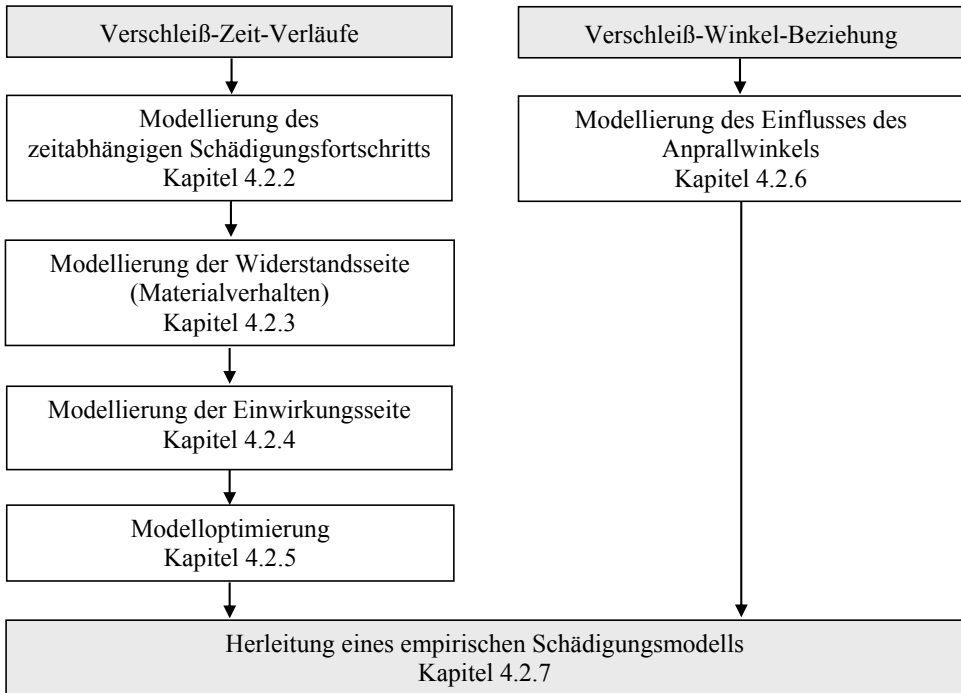 Verschleiß-Zeit-Verläufe
Verschleiß-Winkel-Beziehung
Modellierung des
zeitabhängigen Schädigungsfortschritts
Kapitel 4.2.2
Modellierung des Einflusses des
Anprallwinkels
Kapitel 4.2.6
Modellierung der Widerstandsseite
(Materialverhalten)
Kapitel 4.2.3
Modellierung der Einwirkungsseite
Kapitel 4.2.4
Modelloptimierung
Kapitel 4.2.5
Herleitung eines empirischen Schädigungsmodells
Kapitel 4.2.7